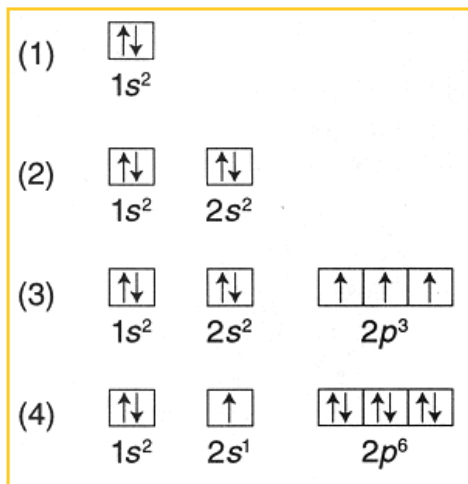 (1) ↑↓
1s²
(2) ↑↓ ↑↓
1s² 2s²
(3) ↑↓ ↑↓ ↑ ↑ ↑
1s² 2s² 2p³
(4) ↑↓ ↑ ↑↓ ↑↓ ↑↓
1s² 2s¹ 2p⁶